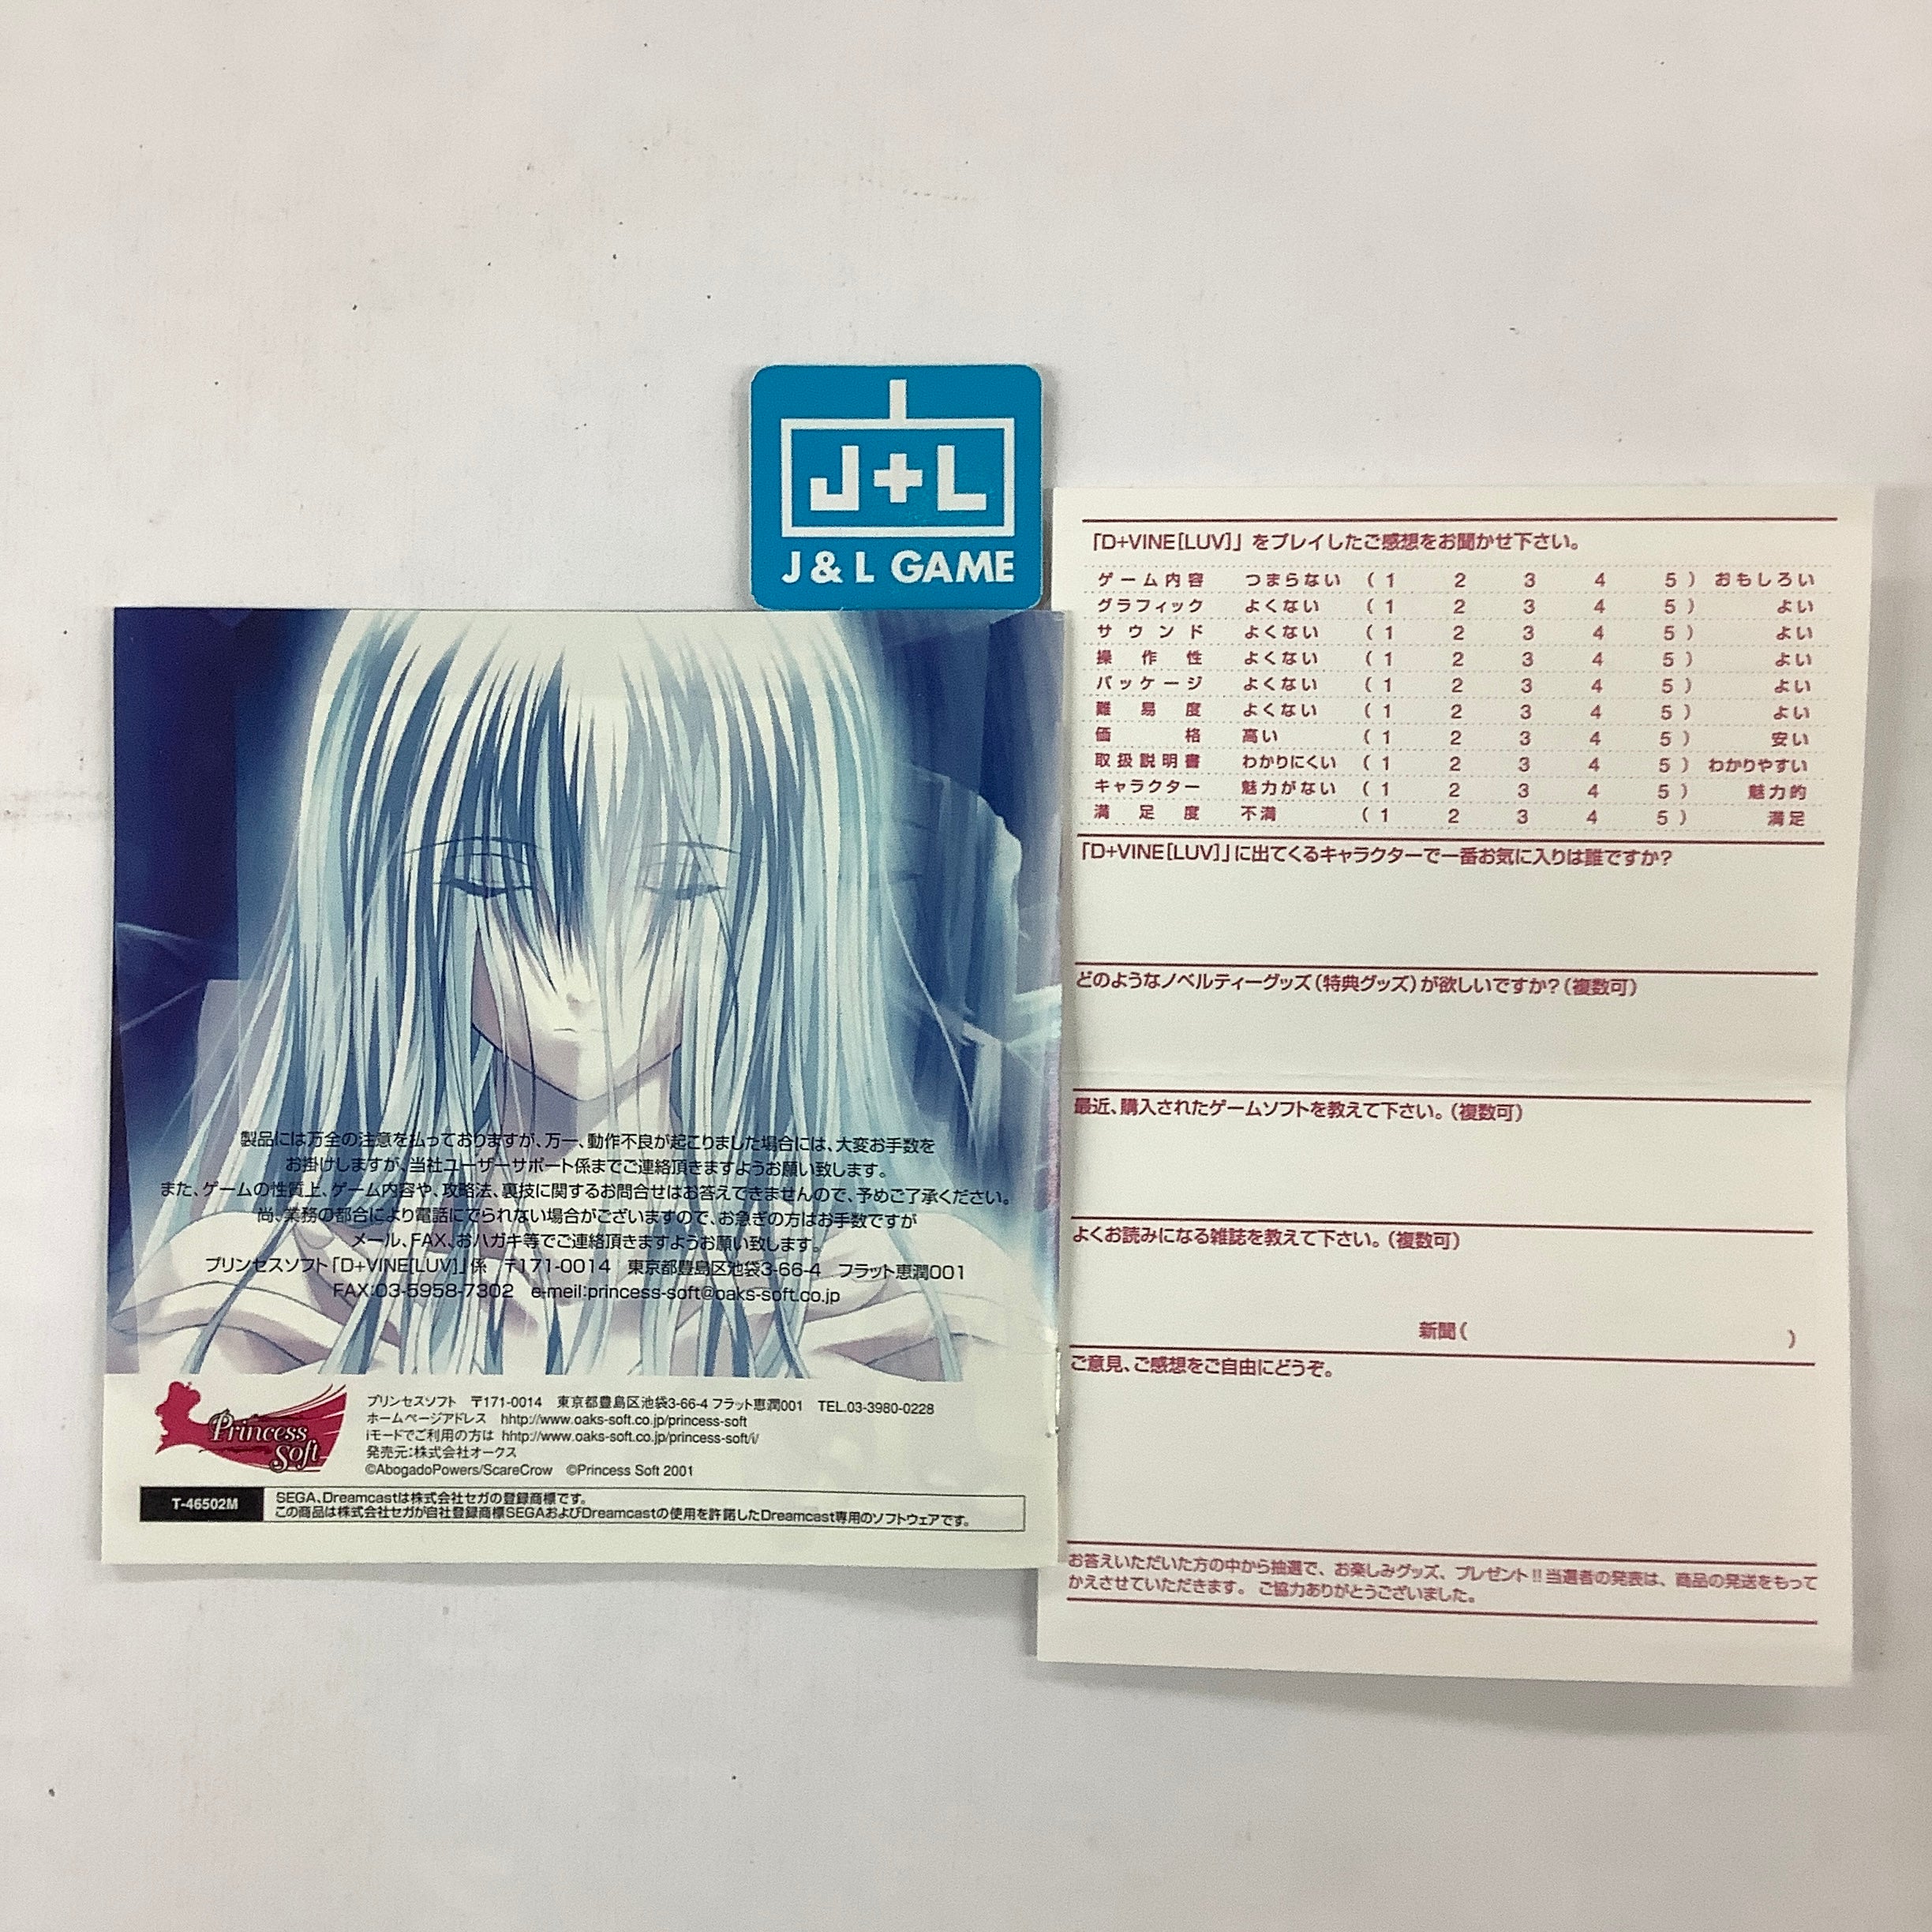 J+L
J & L GAME
製品には万全の注意を払っておりますが、万一、動作不良が起こりました場合には、大変お手数を
お掛けしますが、当社ユーザーサポート係までご連絡頂きますようお願い致します。
また、ゲームの性質上、ゲーム内容や、攻略法、裏技に関するお問合せはお答えできませんので、予めご了承ください。
尚、業務の都合により電話にでられない場合がございますので、お急ぎの方はお手数ですが
メール、FAX、おハガキ等でご連絡頂きますようお願い致します。
プリンセスソフト「D+VINE[LUV]」係　〒171-0014　東京都豊島区池袋3-66-4　フラット恵潤001
FAX:03-5958-7302　e-meil:princess-soft@oaks-soft.co.jp
Princess
Soft
プリンセスソフト　〒171-0014　東京都豊島区池袋3-66-4 フラット恵潤001　TEL.03-3980-0228
ホームページアドレス　hhttp://www.oaks-soft.co.jp/princess-soft
iモードでご利用の方は hhttp://www.oaks-soft.co.jp/princess-soft/i/
発売元:株式会社オークス
©AbogadoPowers/ScareCrow　©Princess Soft 2001
T-46502M
SEGA、Dreamcastは株式会社セガの登録商標です。
この商品は株式会社セガが自社登録商標SEGAおよびDreamcastの使用を許諾したDreamcast専用のソフトウェアです。
「D+VINE[LUV]」をプレイしたご感想をお聞かせ下さい。
ゲーム内容　つまらない　( 1　2　3　4　5 )　おもしろい
グラフィック　よくない　( 1　2　3　4　5 )　よい
サウンド　よくない　( 1　2　3　4　5 )　よい
操作性　よくない　( 1　2　3　4　5 )　よい
パッケージ　よくない　( 1　2　3　4　5 )　よい
難易度　よくない　( 1　2　3　4　5 )　よい
価格　高い　( 1　2　3　4　5 )　安い
取扱説明書　わかりにくい　( 1　2　3　4　5 )　わかりやすい
キャラクター　魅力がない　( 1　2　3　4　5 )　魅力的
満足度　不満　( 1　2　3　4　5 )　満足
「D+VINE[LUV]」に出てくるキャラクターで一番お気に入りは誰ですか?
どのようなノベルティーグッズ(特典グッズ)が欲しいですか?(複数可)
最近、購入されたゲームソフトを教えて下さい。(複数可)
よくお読みになる雑誌を教えて下さい。(複数可)
新聞(　)
ご意見、ご感想をご自由にどうぞ。
お答えいただいた方の中から抽選で、お楽しみグッズ、プレゼント!!当選者の発表は、商品の発送をもって
かえさせていただきます。ご協力ありがとうございました。